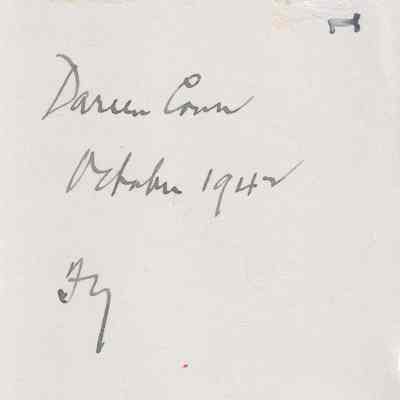 Darien Conn
October 1942